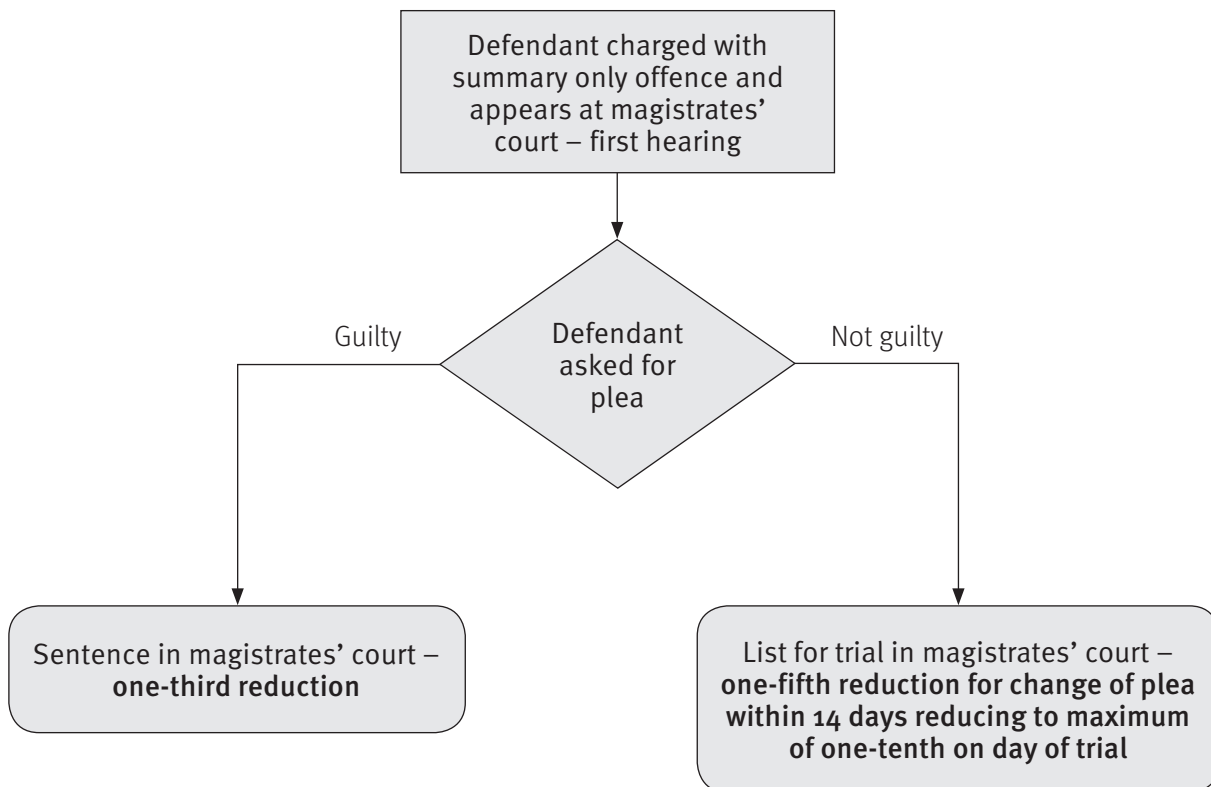 Defendant charged with
summary only offence and
appears at magistrates’
court – first hearing
Guilty
Defendant
asked for
plea
Not guilty
Sentence in magistrates’ court –
one-third reduction
List for trial in magistrates’ court –
one-fifth reduction for change of plea
within 14 days reducing to maximum
of one-tenth on day of trial